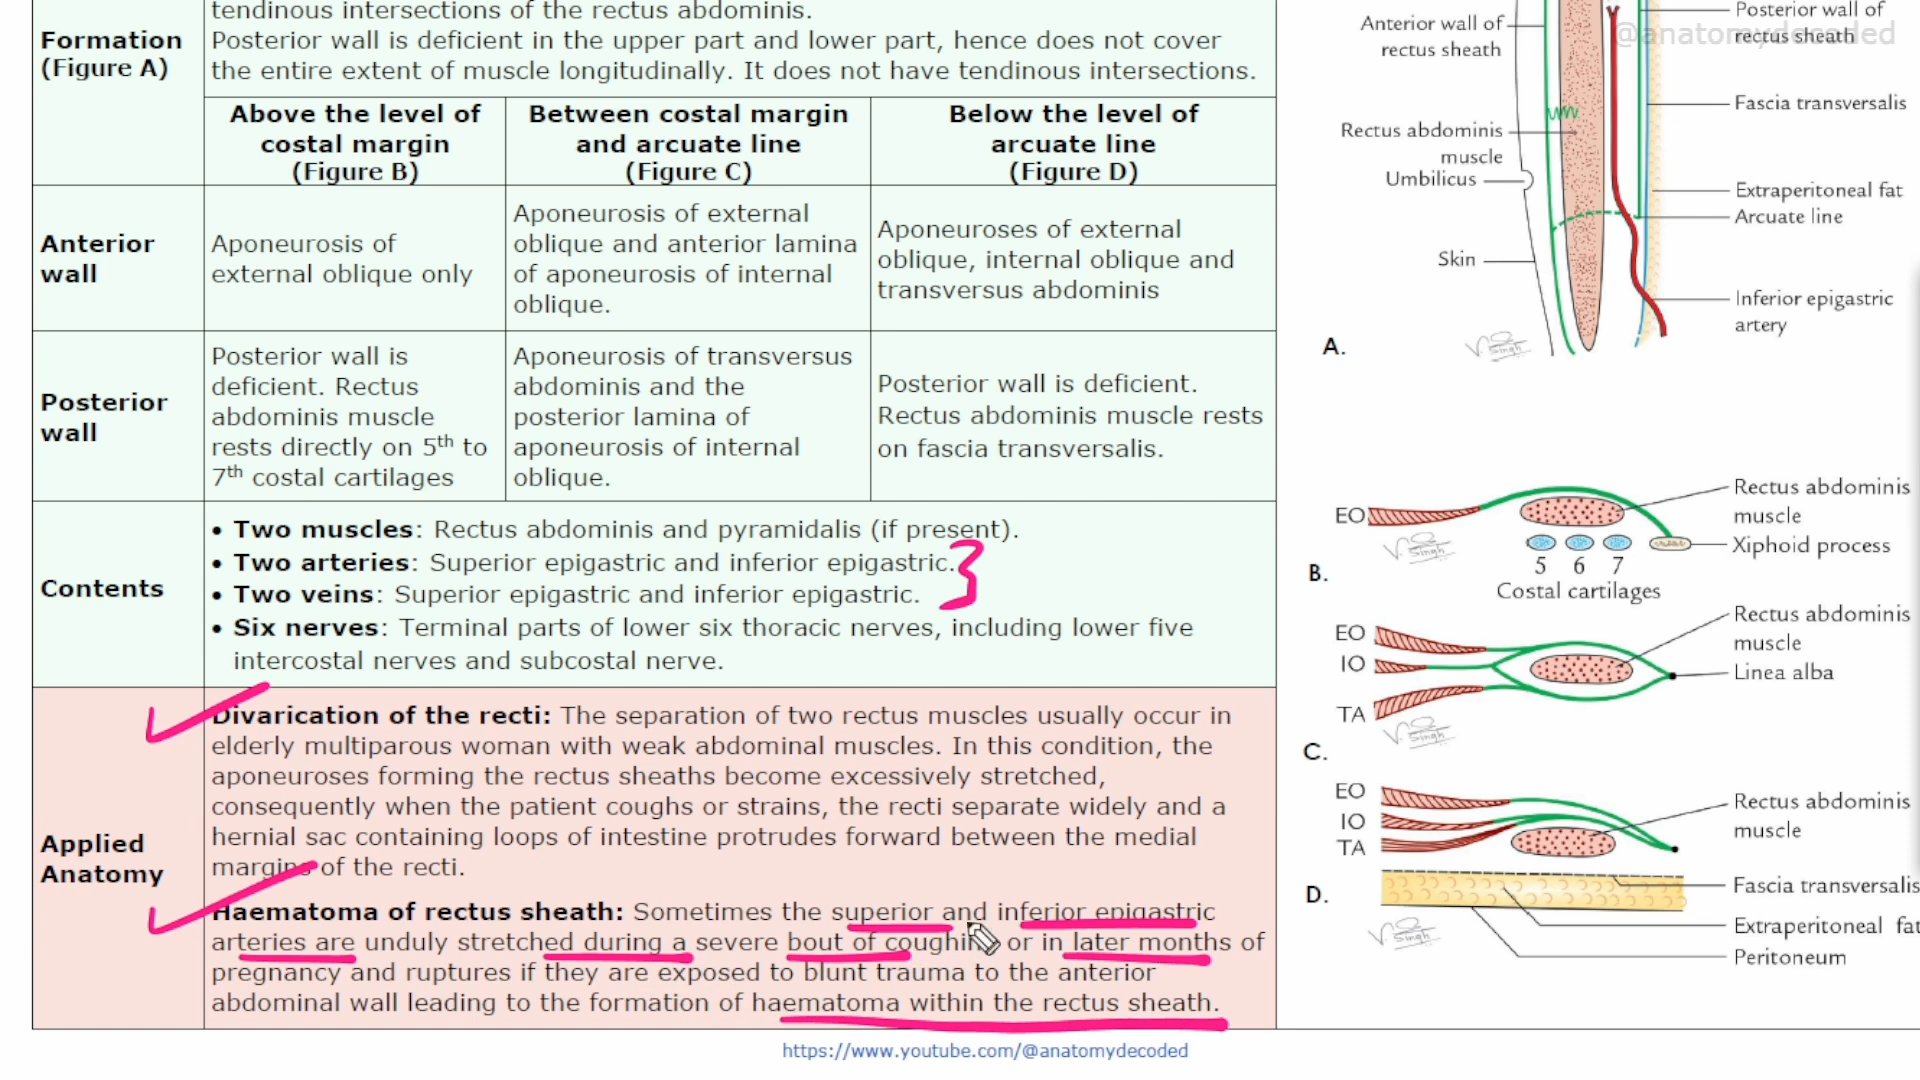 tendinous intersections of the rectus abdominis.
Formation
(Figure A)
Posterior wall is deficient in the upper part and lower part, hence does not cover
the entire extent of muscle longitudinally. It does not have tendinous intersections.
Above the level of
costal margin
(Figure B)
Between costal margin
and arcuate line
(Figure C)
Below the level of
arcuate line
(Figure D)
Anterior
wall
Aponeurosis of
external oblique only
Aponeurosis of external
oblique and anterior lamina
of aponeurosis of internal
oblique.
Aponeuroses of external
oblique, internal oblique and
transversus abdominis
Posterior
wall
Posterior wall is
deficient. Rectus
abdominis muscle
rests directly on 5th to
7th costal cartilages
Aponeurosis of transversus
abdominis and the
posterior lamina of
aponeurosis of internal
oblique.
Posterior wall is deficient.
Rectus abdominis muscle rests
on fascia transversalis.
Contents
• Two muscles: Rectus abdominis and pyramidalis (if present).
• Two arteries: Superior epigastric and inferior epigastric.
• Two veins: Superior epigastric and inferior epigastric.
• Six nerves: Terminal parts of lower six thoracic nerves, including lower five
intercostal nerves and subcostal nerve.
Applied
Anatomy
Divarication of the recti: The separation of two rectus muscles usually occur in
elderly multiparous woman with weak abdominal muscles. In this condition, the
aponeuroses forming the rectus sheaths become excessively stretched,
consequently when the patient coughs or strains, the recti separate widely and a
hernial sac containing loops of intestine protrudes forward between the medial
margins of the recti.
Haematoma of rectus sheath: Sometimes the superior and inferior epigastric
arteries are unduly stretched during a severe bout of coughing or in later months of
pregnancy and ruptures if they are exposed to blunt trauma to the anterior
abdominal wall leading to the formation of haematoma within the rectus sheath.
https://www.youtube.com/@anatomydecoded
@anatomydecoded
Anterior wall of
rectus sheath
Posterior wall of
rectus sheath
Fascia transversalis
Rectus abdominis
muscle
Umbilicus
Extraperitoneal fat
Arcuate line
Skin
Inferior epigastric
artery
A.
V. Singh
EO
Rectus abdominis
muscle
Xiphoid process
5 6 7
Costal cartilages
B.
V. Singh
EO
IO
TA
Rectus abdominis
muscle
Linea alba
C.
V. Singh
EO
IO
TA
Rectus abdominis
muscle
D.
Fascia transversalis
Extraperitoneal fat
Peritoneum
V. Singh